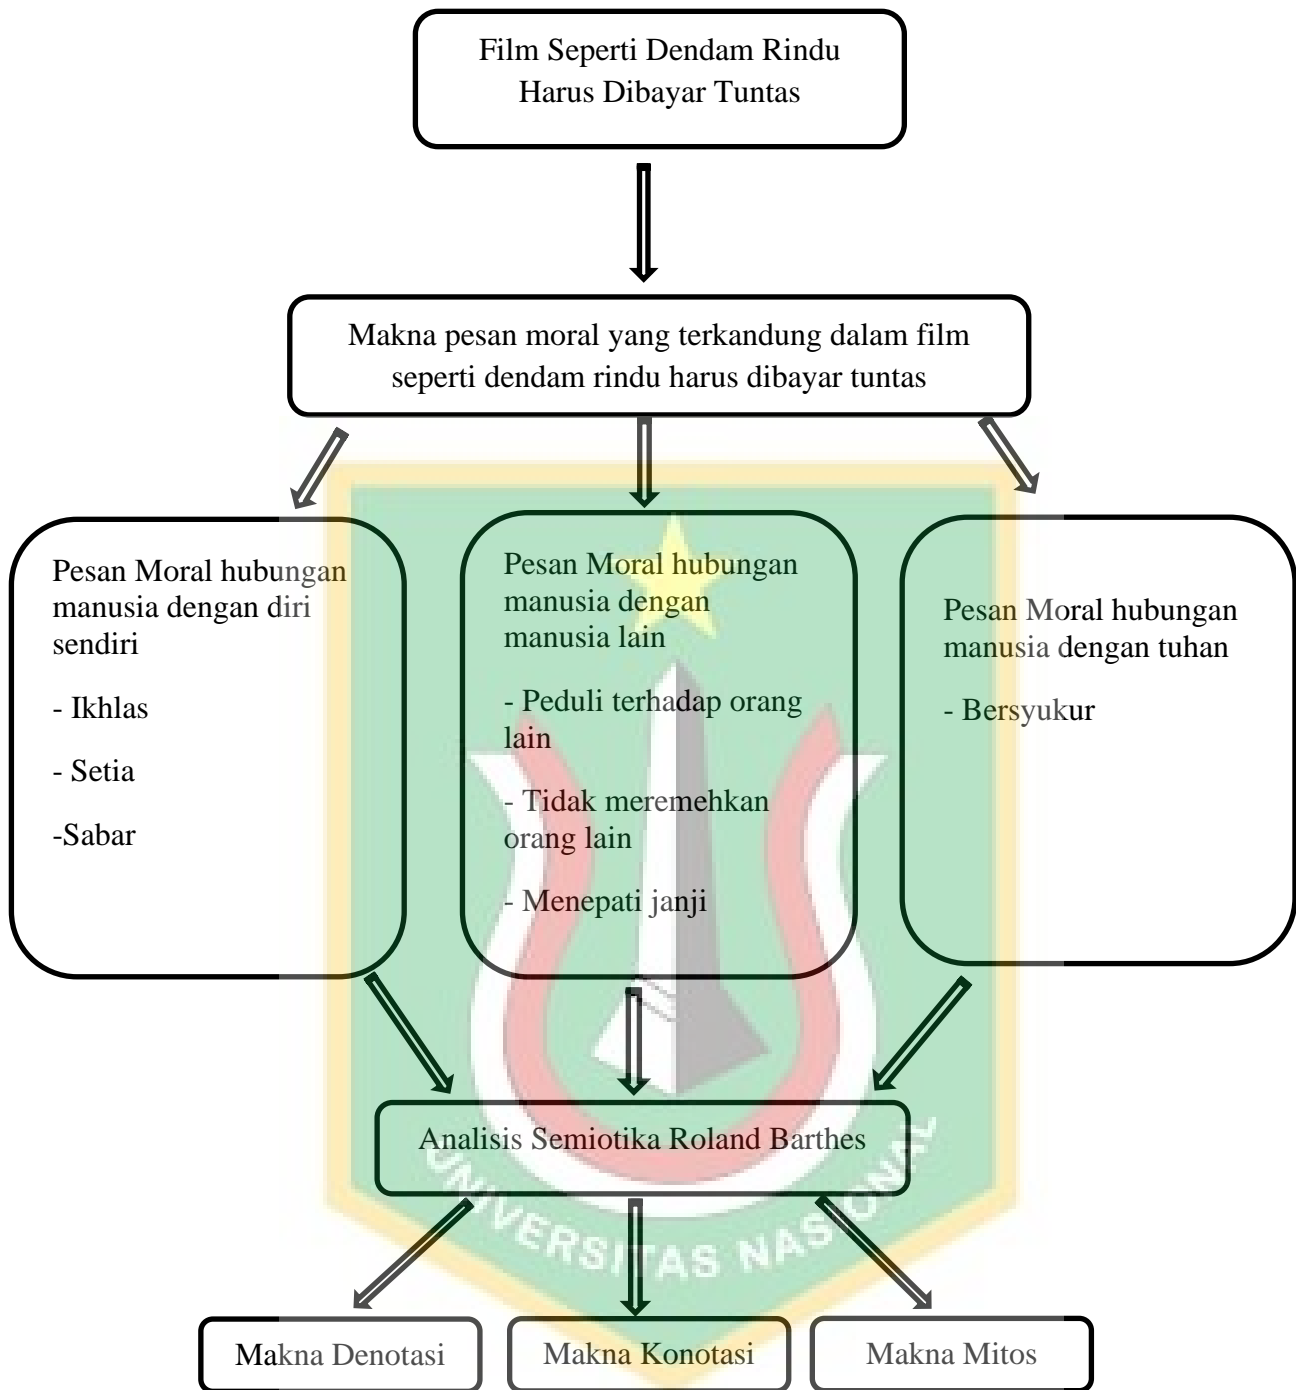 Film Seperti Dendam Rindu
Harus Dibayar Tuntas
Makna pesan moral yang terkandung dalam film
seperti dendam rindu harus dibayar tuntas
Pesan Moral hubungan
manusia dengan diri
sendiri
- Ikhlas
- Setia
-Sabar
Pesan Moral hubungan
manusia dengan
manusia lain
- Peduli terhadap orang
lain
- Tidak meremehkan
orang lain
- Menepati janji
Pesan Moral hubungan
manusia dengan tuhan
- Bersyukur
Analisis Semiotika Roland Barthes
UNIVERSITAS NASIONAL
Makna Denotasi
Makna Konotasi
Makna Mitos